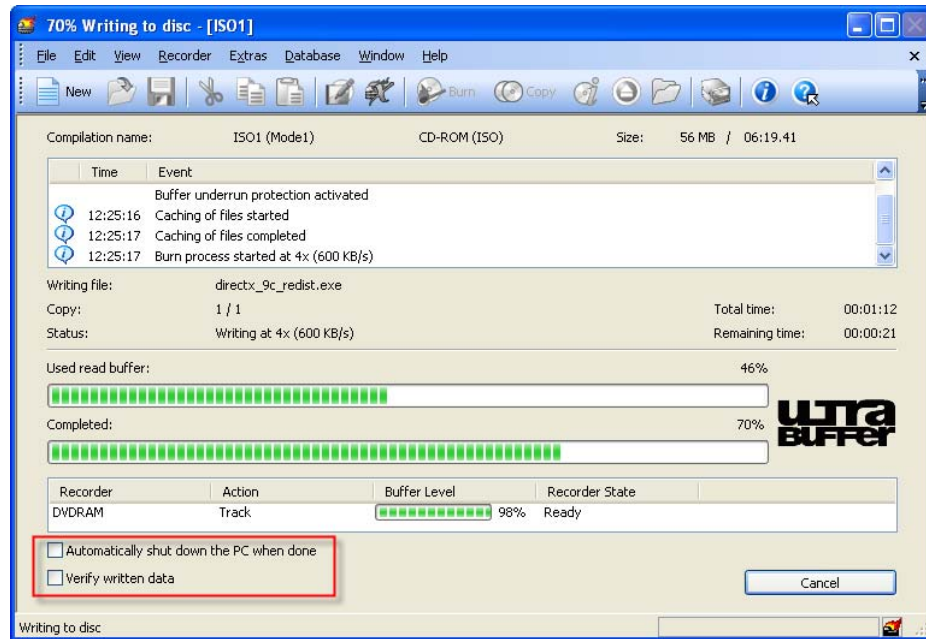 70% Writing to disc - [ISO1]
File Edit View Recorder Extras Database Window Help
New Burn Copy
Compilation name: ISO1 (Mode1) CD-ROM (ISO) Size: 56 MB / 06:19.41
Time Event
Buffer underrun protection activated
12:25:16 Caching of files started
12:25:17 Caching of files completed
12:25:17 Burn process started at 4x (600 KB/s)
Writing file: directx_9c_redist.exe
Copy: 1 / 1 Total time: 00:01:12
Status: Writing at 4x (600 KB/s) Remaining time: 00:00:21
Used read buffer: 46%
Completed: 70%
ULTRA
BUFFER
Recorder Action Buffer Level Recorder State
DVDRAM Track 98% Ready
Automatically shut down the PC when done
Verify written data
Cancel
Writing to disc